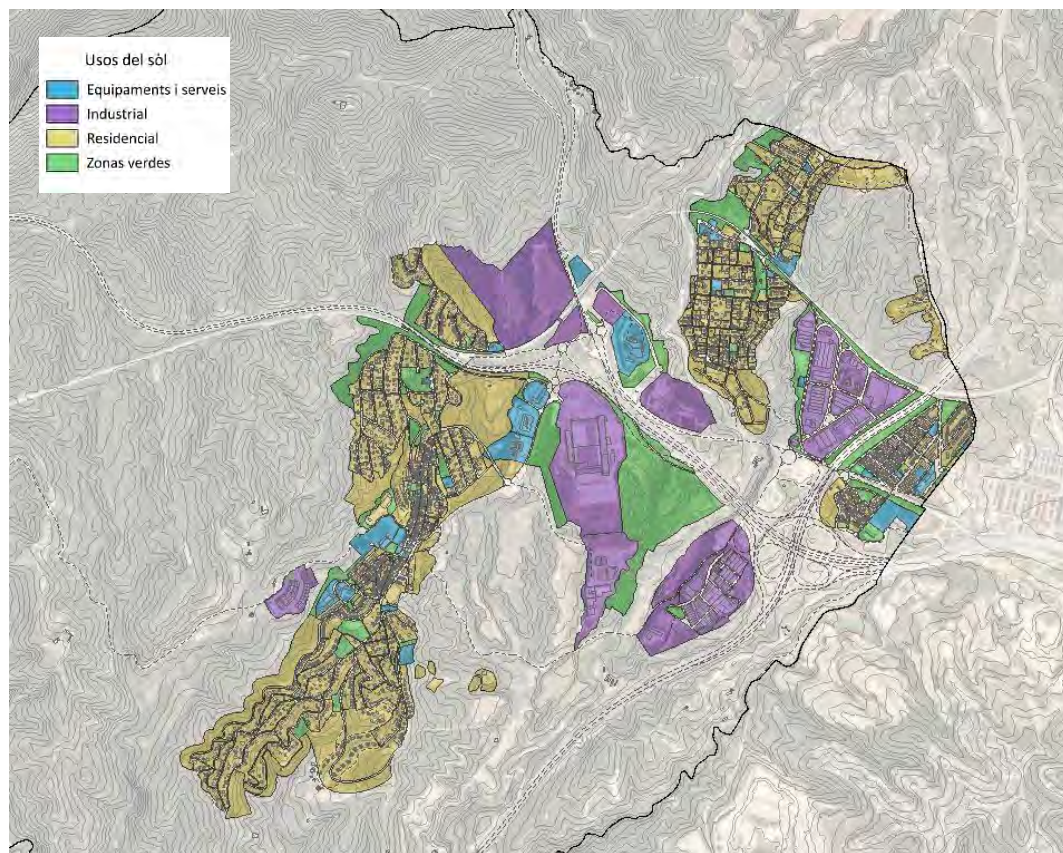 Usos del sòl
Equipaments i serveis
Industrial
Residencial
Zonas verdes